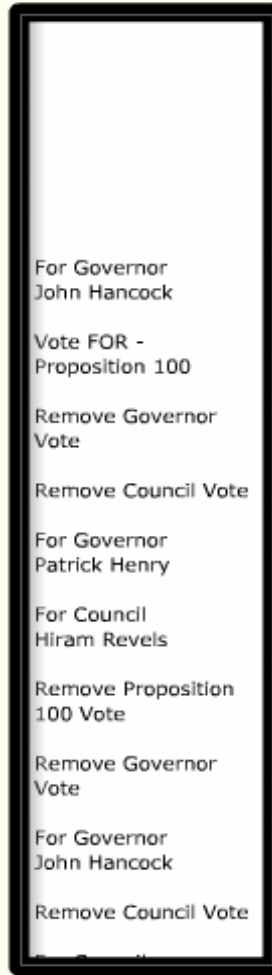 For Governor
John Hancock
Vote FOR -
Proposition 100
Remove Governor
Vote
Remove Council Vote
For Governor
Patrick Henry
For Council
Hiram Revels
Remove Proposition
100 Vote
Remove Governor
Vote
For Governor
John Hancock
Remove Council Vote